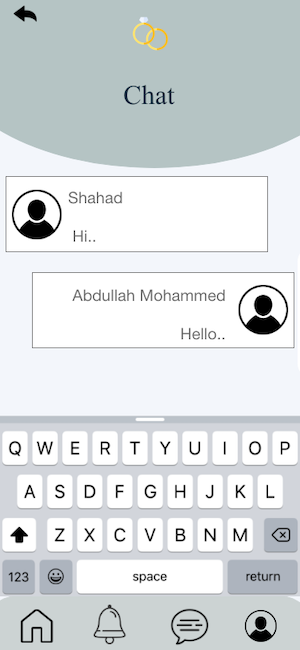 Chat
Shahad
Hi..
Abdullah Mohammed
Hello..
Q W E R T Y U I O P
A S D F G H J K L
Z X C V B N M
123 space return